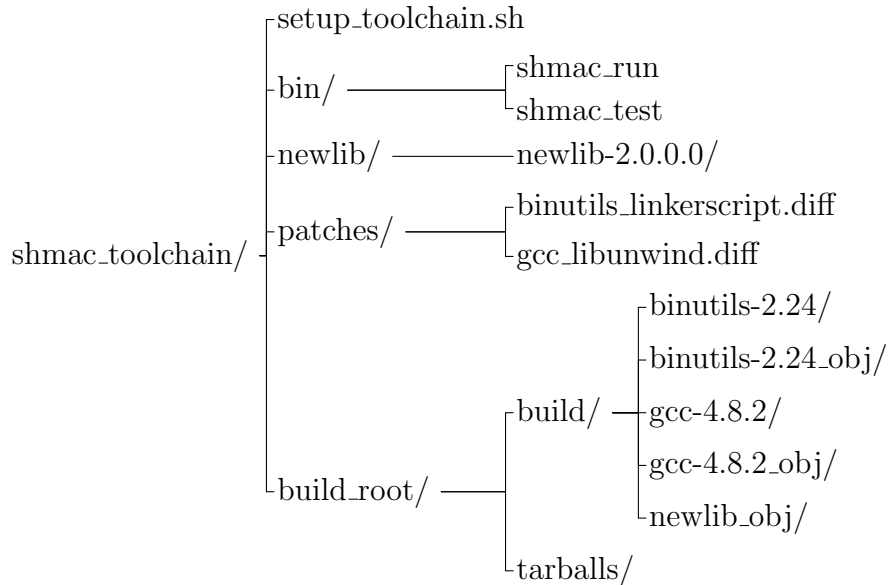 setup_toolchain.sh
shmac_run
bin/
shmac_test
newlib/ newlib-2.0.0.0/
binutils_linkerscript.diff
patches/
shmac_toolchain/ gcc_libunwind.diff
binutils-2.24/
binutils-2.24_obj/
build/ gcc-4.8.2/
gcc-4.8.2_obj/
build_root/
newlib_obj/
tarballs/